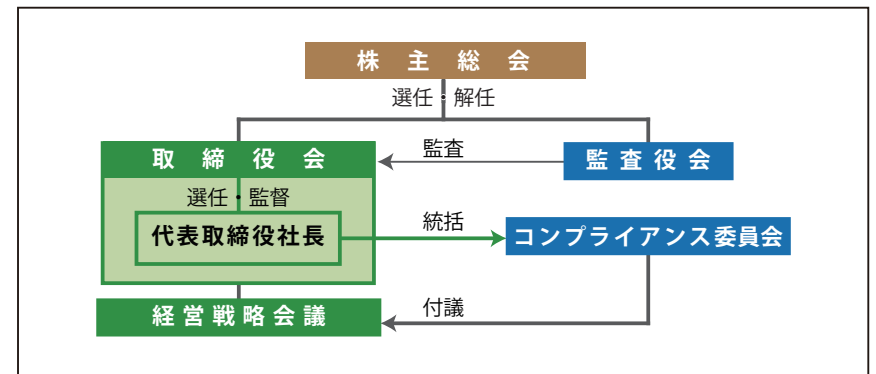 株主総会
選任・解任
取締役会
監査
監査役会
選任・監督
代表取締役社長
統括
コンプライアンス委員会
経営戦略会議
付議